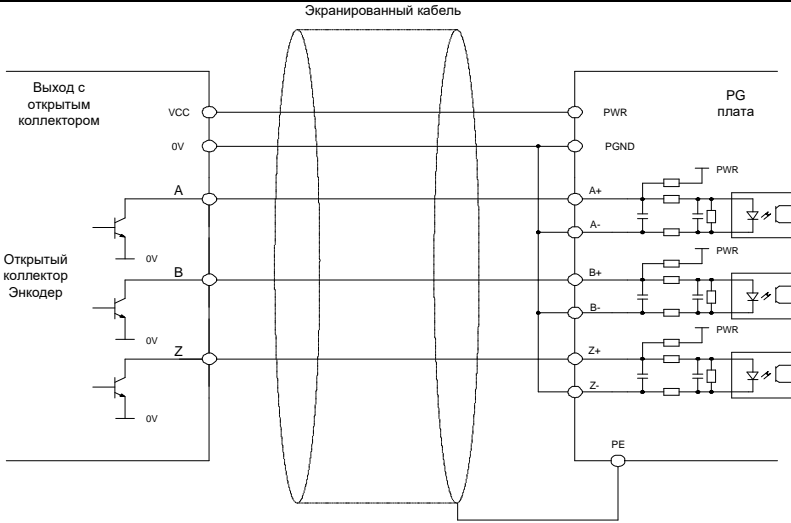 Экранированный кабель
Выход с
открытым
коллектором
VCC
0V
A
0V
Открытый
коллектор
Энкодер
B
0V
Z
0V
PG
плата
PWR
PGND
PWR
A+
A-
PWR
B+
B-
PWR
Z+
Z-
PE